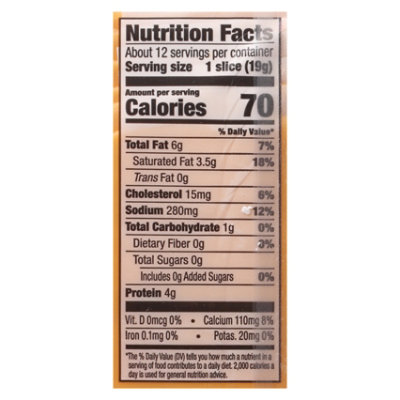 Nutrition Facts
About 12 servings per container
Serving size 1 slice (19g)
Amount per serving
Calories 70
% Daily Value*
Total Fat 6g 7%
Saturated Fat 3.5g 18%
Trans Fat 0g
Cholesterol 15mg 6%
Sodium 280mg 12%
Total Carbohydrate 1g 0%
Dietary Fiber 0g 0%
Total Sugars 0g
Includes 0g Added Sugars 0%
Protein 4g
Vit. D 0mcg 0% • Calcium 110mg 8%
Iron 0.1mg 0% • Potas. 20mg 0%
*The % Daily Value (DV) tells you how much a nutrient in a
serving of food contributes to a daily diet. 2,000 calories a
day is used for general nutrition advice.